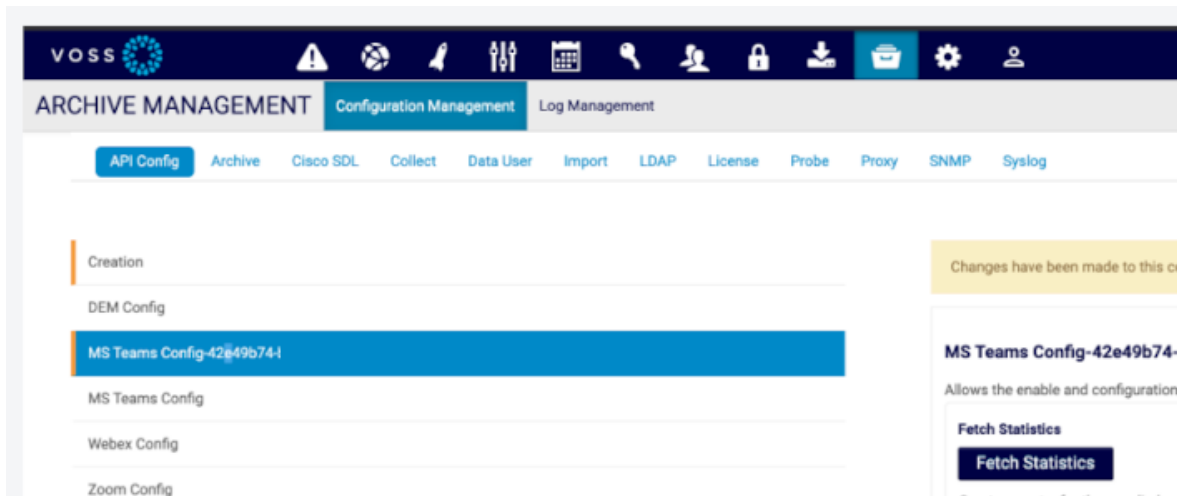 VOSS
ARCHIVE MANAGEMENT Configuration Management Log Management
API Config Archive Cisco SDL Collect Data User Import LDAP License Probe Proxy SNMP Syslog
Creation
DEM Config
MS Teams Config-42e49b74-l
MS Teams Config
Webex Config
Zoom Config
Changes have been made to this
MS Teams Config-42e49b74-
Allows the enable and configuration
Fetch Statistics
Fetch Statistics